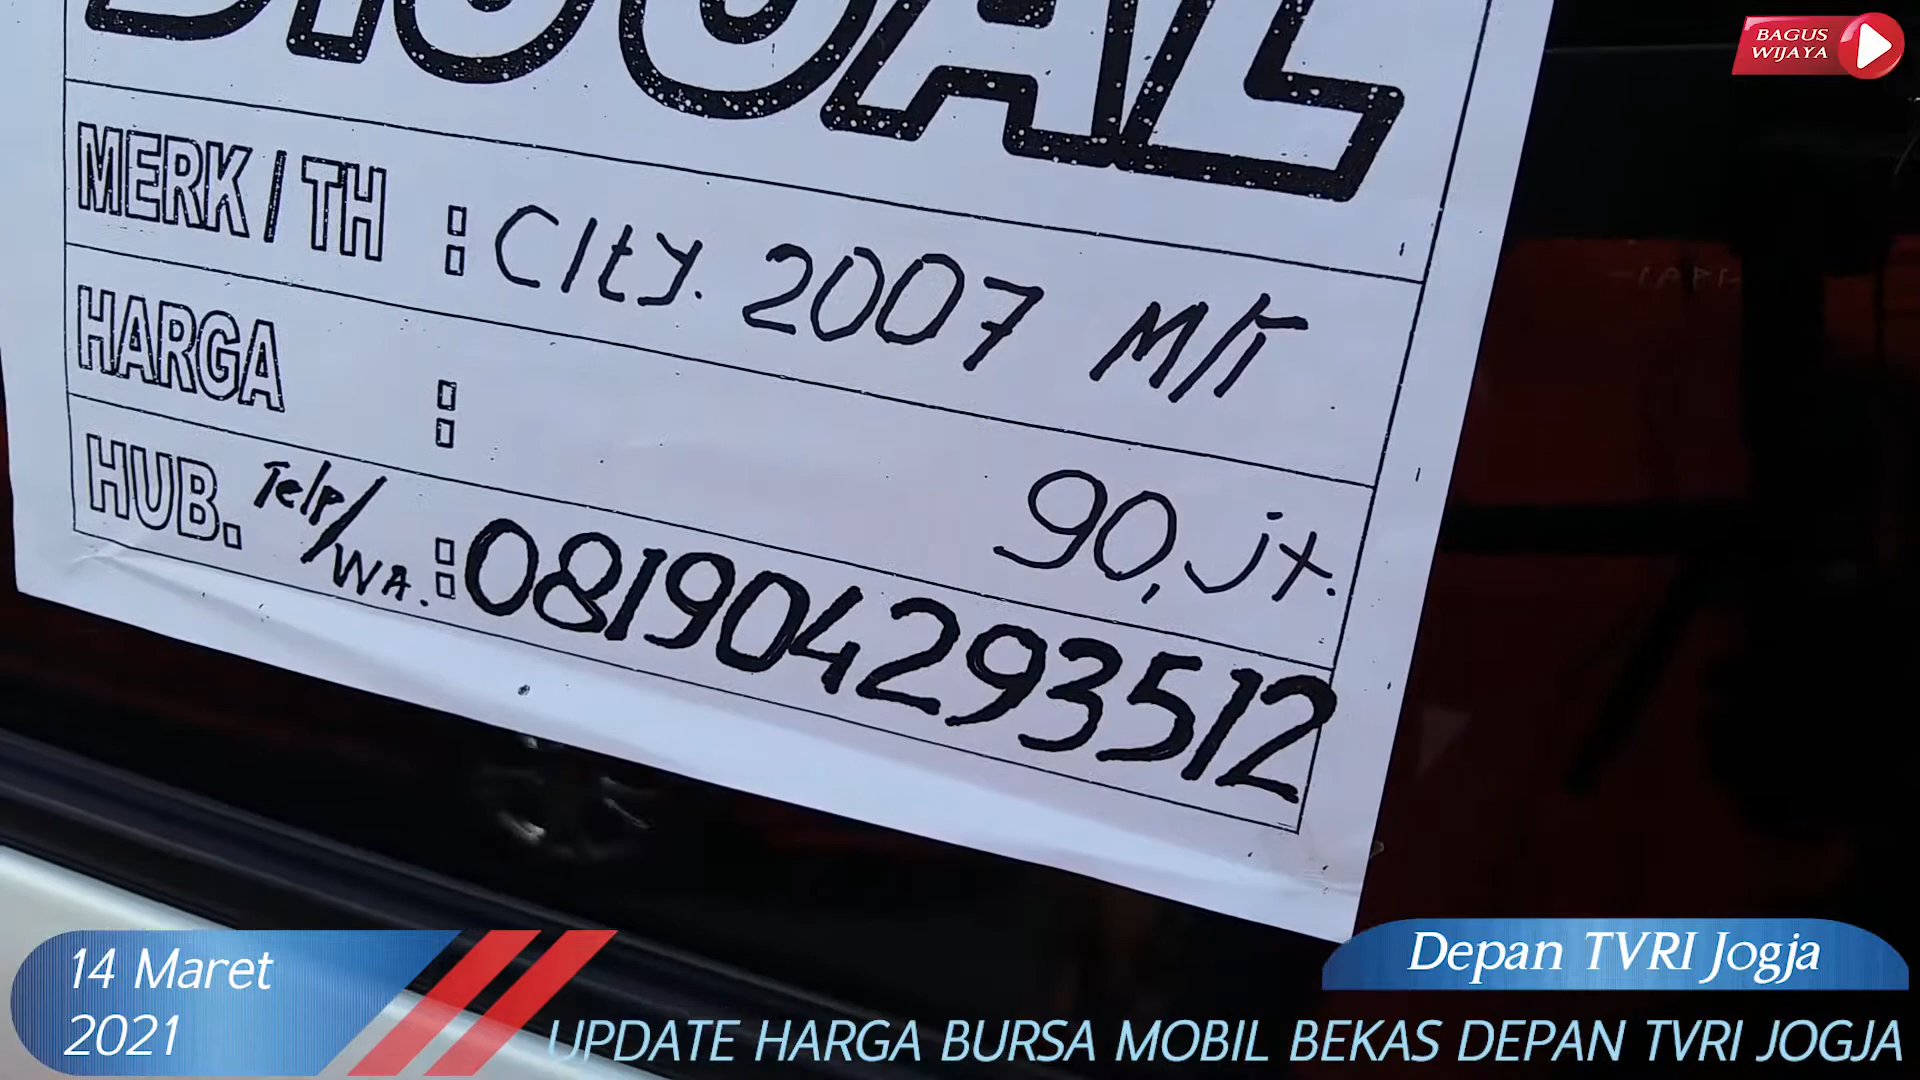 DIJUAL
BAGUS
WIJAYA
MERK / TH : City. 2007 M/T
HARGA : 90, jt.
HUB. Telp/WA. : 081904293512
14 Maret
2021
Depan TVRI Jogja
UPDATE HARGA BURSA MOBIL BEKAS DEPAN TVRI JOGJA